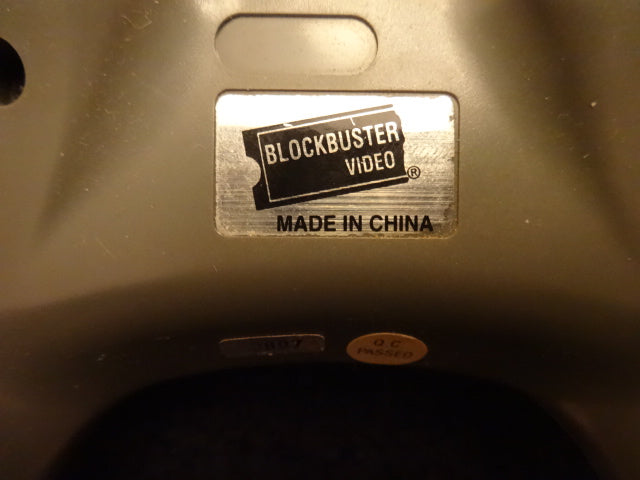 BLOCKBUSTER
VIDEO ®
MADE IN CHINA
Q.C
PASSED